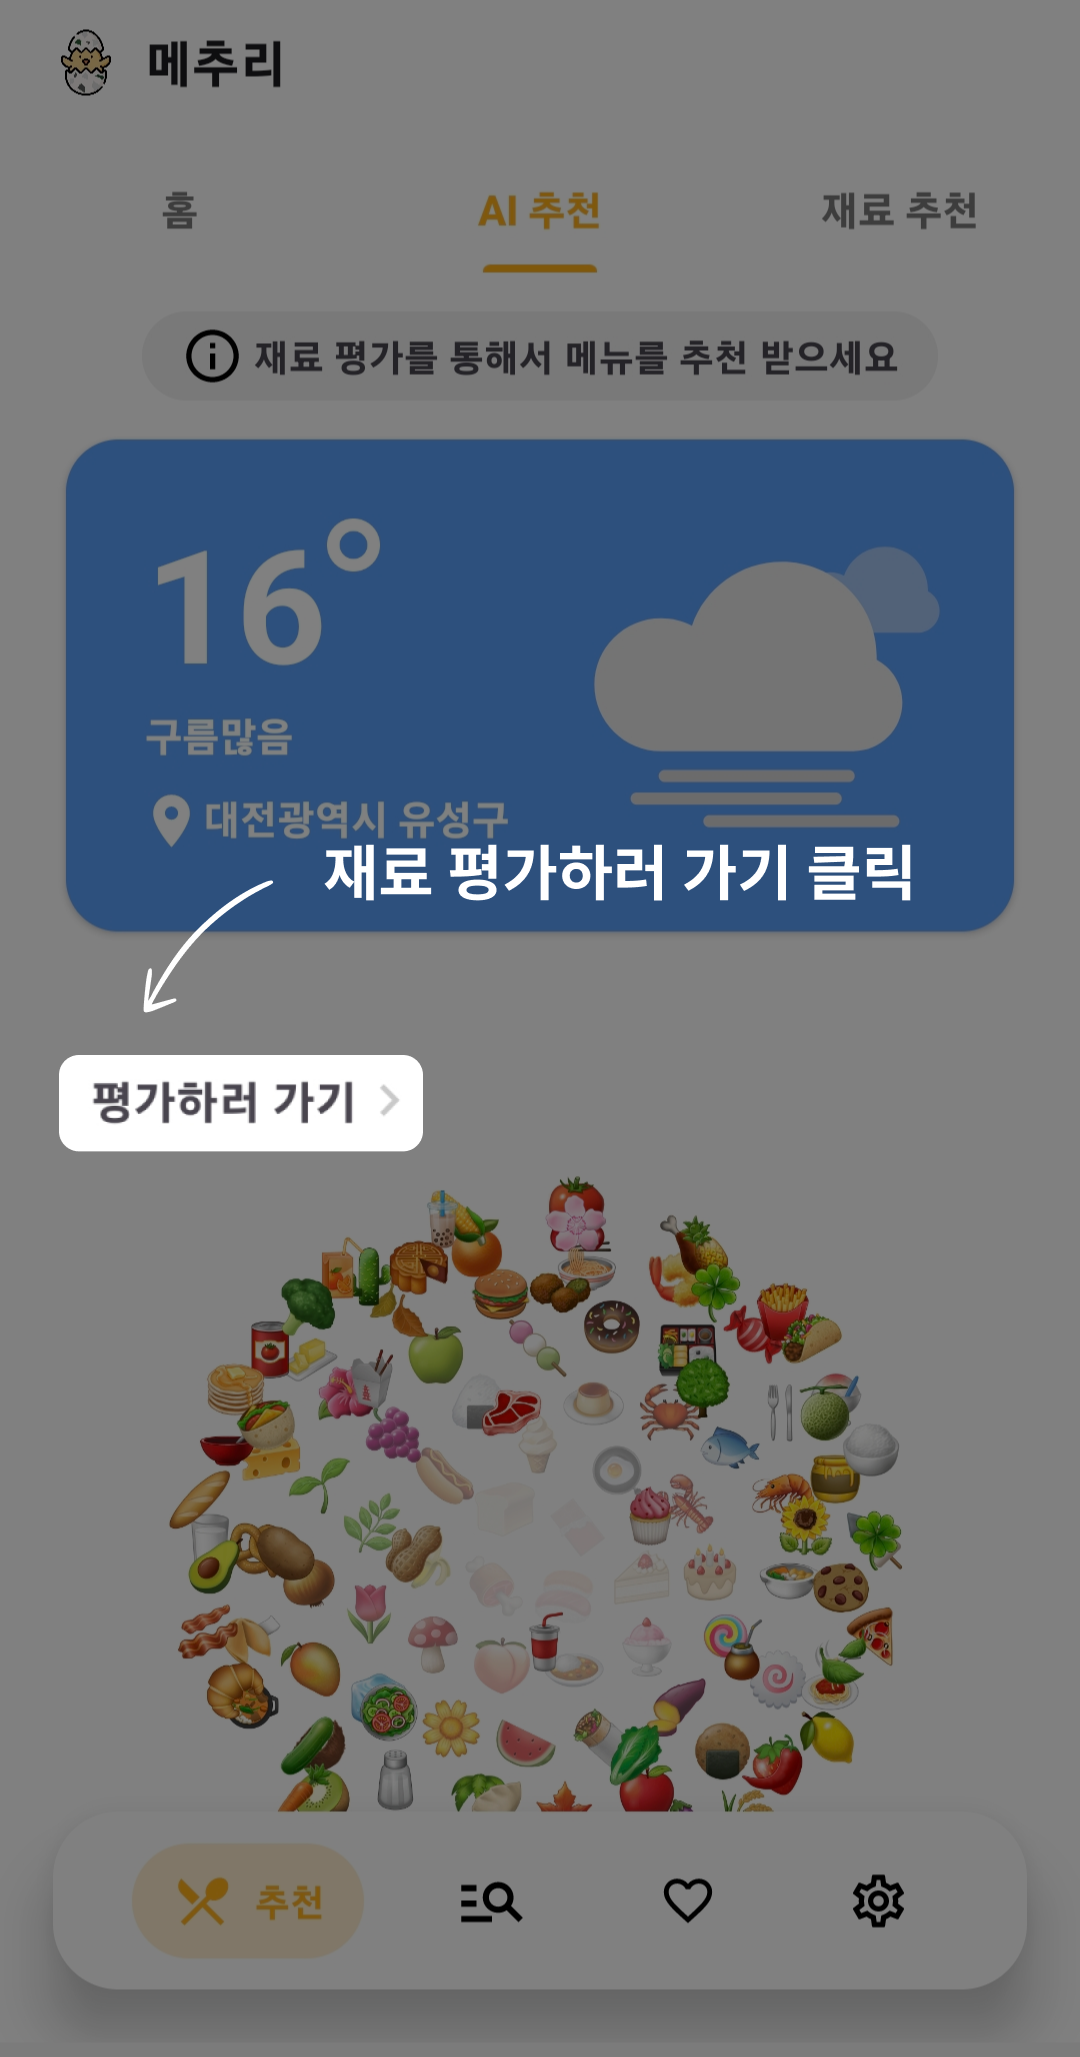 메추리
홈
AI 추천
재료 추천
재료 평가를 통해서 메뉴를 추천 받으세요
16°
구름많음
대전광역시 유성구
재료 평가하러 가기 클릭
평가하러 가기
추천